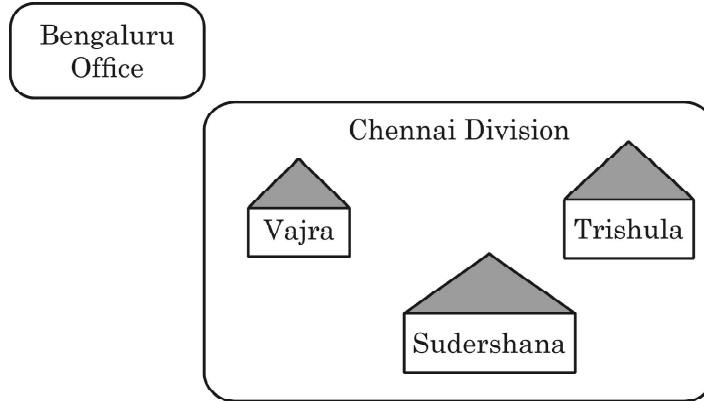 Bengaluru
Office
Chennai Division
Vajra
Trishula
Sudershana